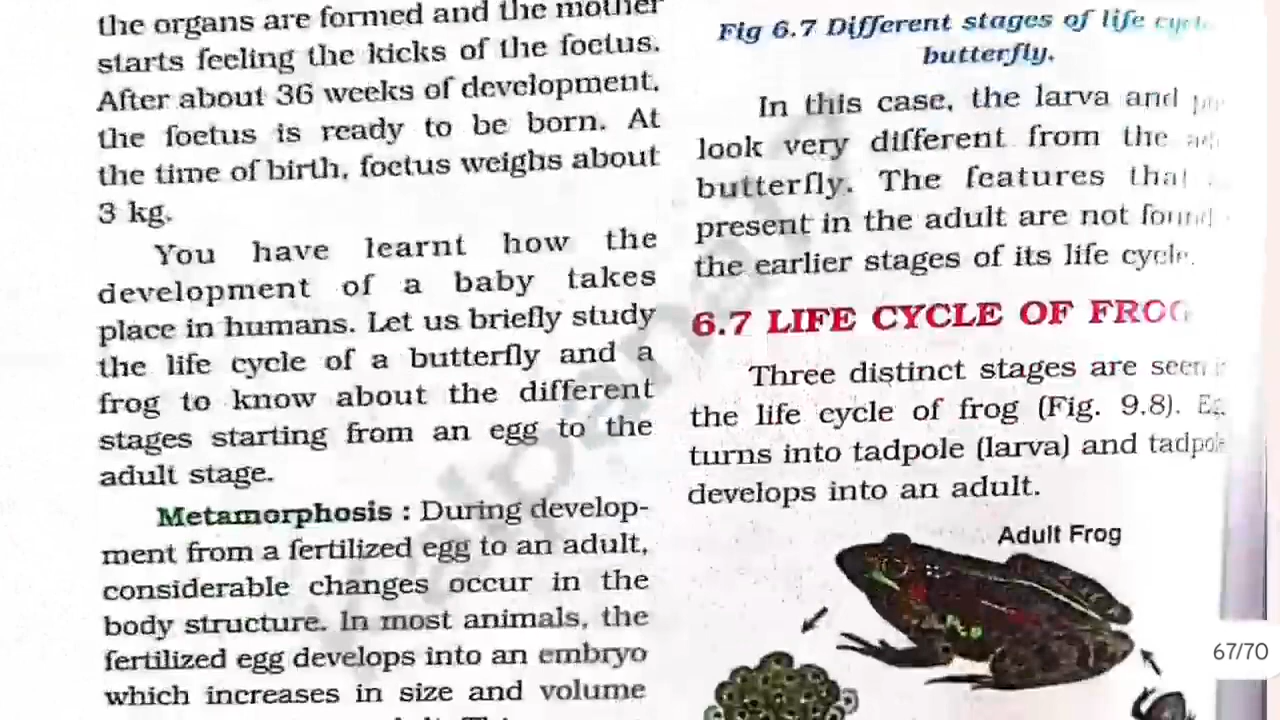 the organs are formed and the mother
starts feeling the kicks of the foetus.
After about 36 weeks of development,
the foetus is ready to be born. At
the time of birth, foetus weighs about
3 kg.
You have learnt how the
development of a baby takes
place in humans. Let us briefly study
the life cycle of a butterfly and a
frog to know about the different
stages starting from an egg to the
adult stage.
Metamorphosis : During develop-
ment from a fertilized egg to an adult,
considerable changes occur in the
body structure. In most animals, the
fertilized egg develops into an embryo
which increases in size and volume
Fig 6.7 Different stages of life cycle
butterfly.
In this case, the larva and
look very different from the
butterfly. The features that
present in the adult are not found
the earlier stages of its life cycle.
6.7 LIFE CYCLE OF FROG
Three distinct stages are seen
the life cycle of frog (Fig. 9.8).
turns into tadpole (larva) and tadpole
develops into an adult.
Adult Frog
67/70